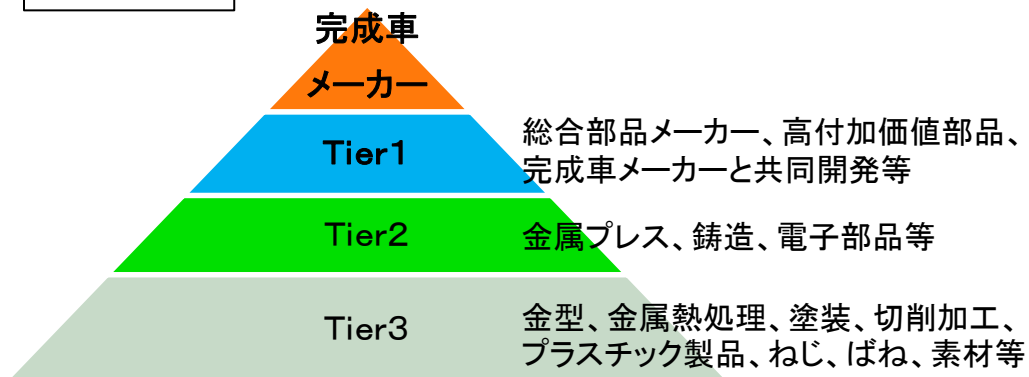 完成車
メーカー
Tier1
総合部品メーカー、高付加価値部品、
完成車メーカーと共同開発等
Tier2
金属プレス、鋳造、電子部品等
Tier3
金型、金属熱処理、塗装、切削加工、
プラスチック製品、ねじ、ばね、素材等